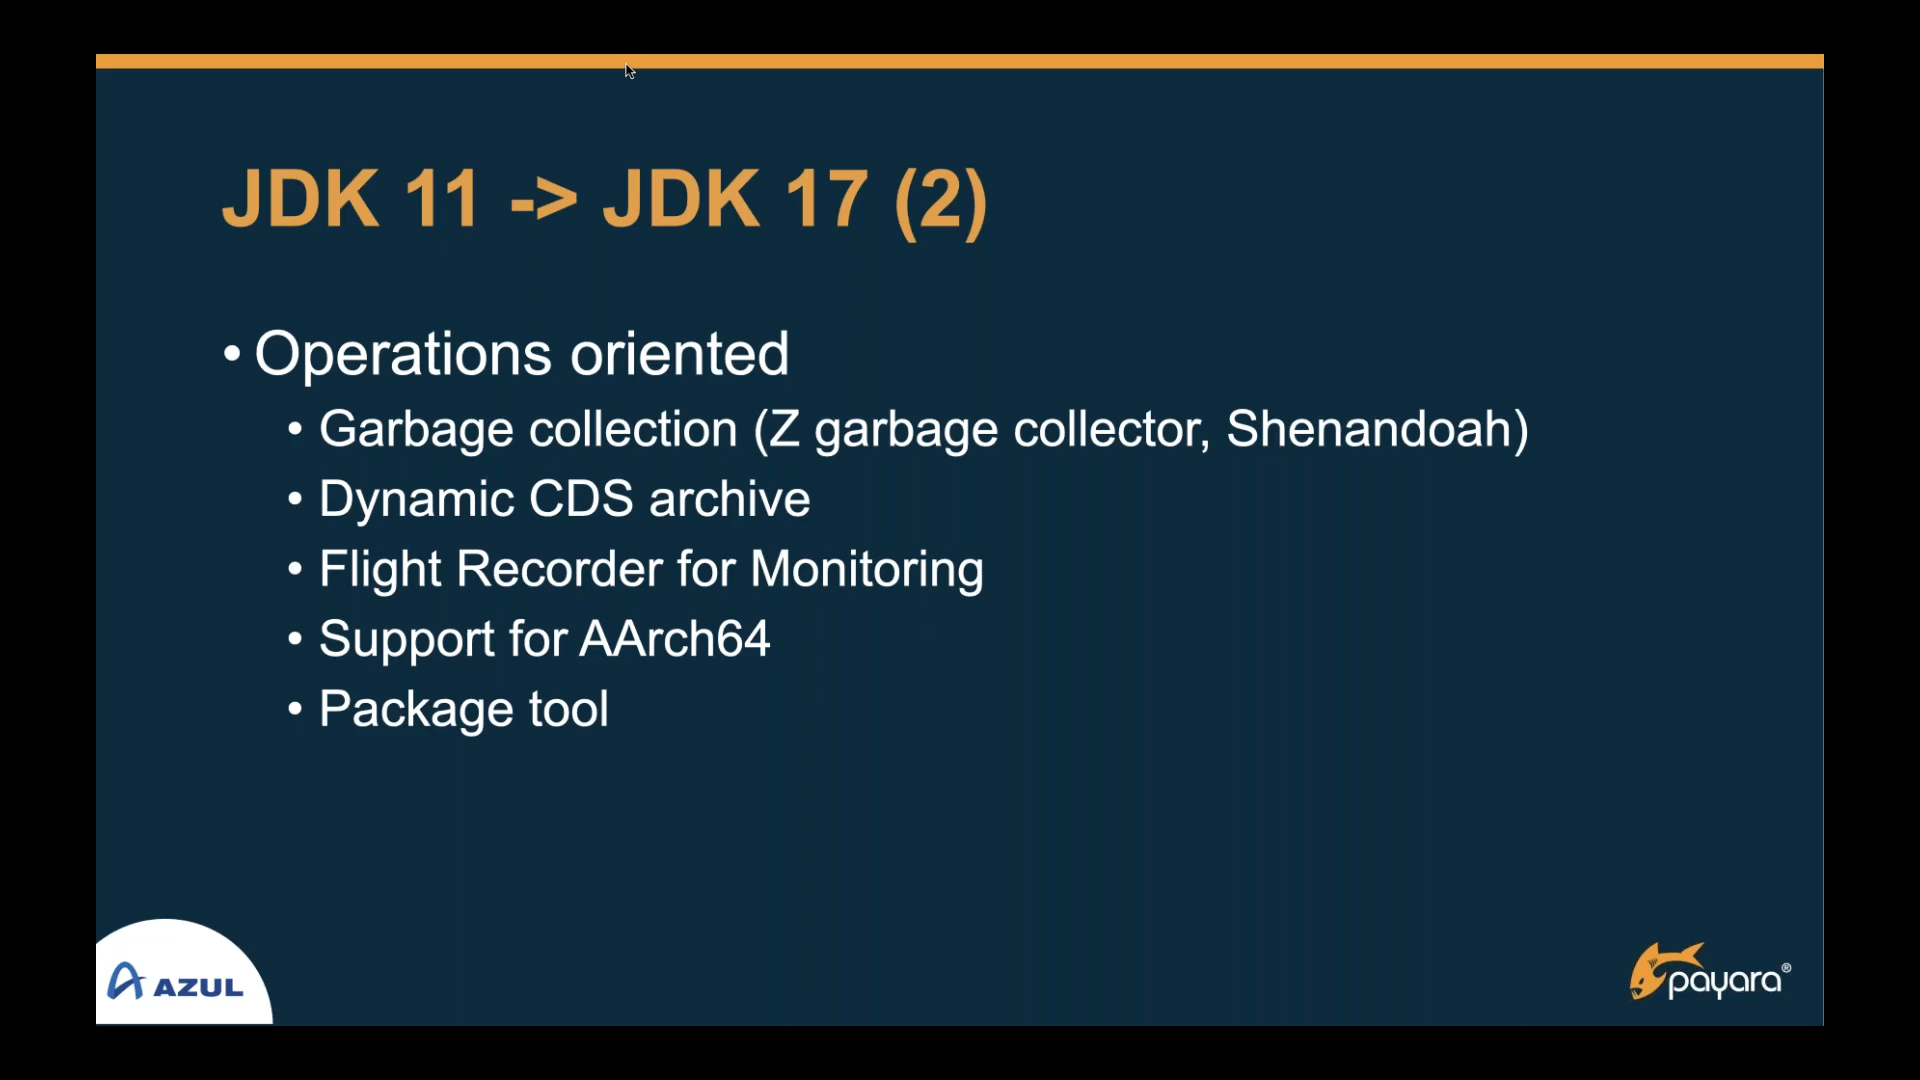 JDK 11 -> JDK 17 (2)
• Operations oriented
• Garbage collection (Z garbage collector, Shenandoah)
• Dynamic CDS archive
• Flight Recorder for Monitoring
• Support for AArch64
• Package tool
AZUL
payara®